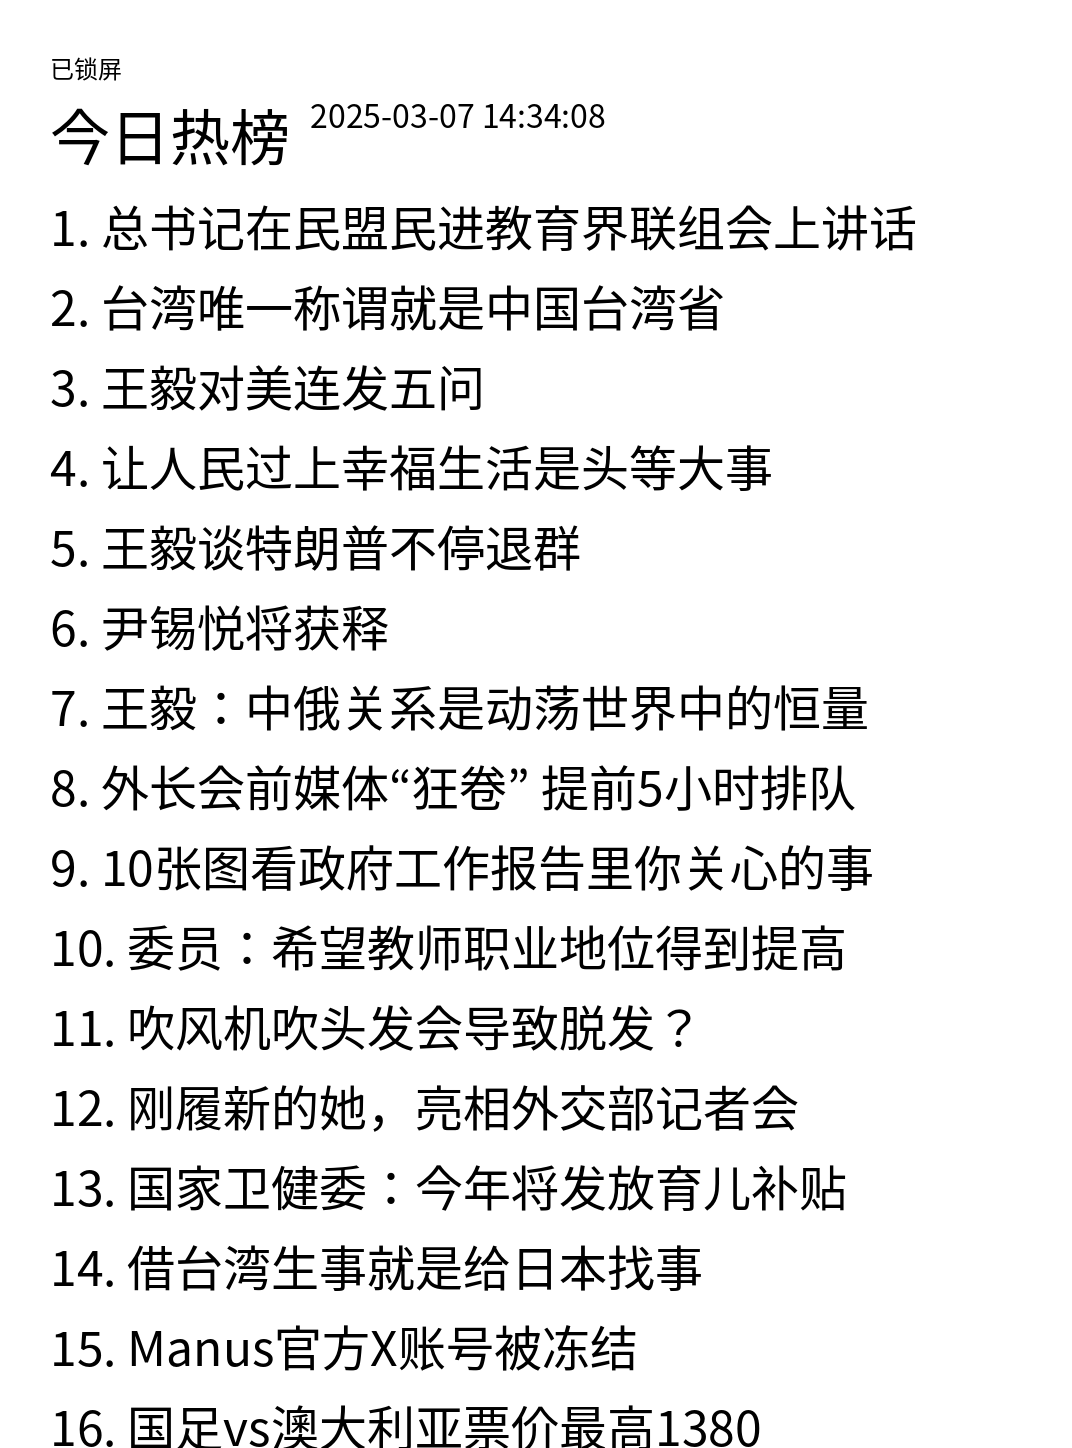 已锁屏
今日热榜 2025-03-07 14:34:08
1. 总书记在民盟民进教育界联组会上讲话
2. 台湾唯一称谓就是中国台湾省
3. 王毅对美连发五问
4. 让人民过上幸福生活是头等大事
5. 王毅谈特朗普不停退群
6. 尹锡悦将获释
7. 王毅：中俄关系是动荡世界中的恒量
8. 外长会前媒体“狂卷” 提前5小时排队
9. 10张图看政府工作报告里你关心的事
10. 委员：希望教师职业地位得到提高
11. 吹风机吹头发会导致脱发？
12. 刚履新的她，亮相外交部记者会
13. 国家卫健委：今年将发放育儿补贴
14. 借台湾生事就是给日本找事
15. Manus官方X账号被冻结
16. 国足vs澳大利亚票价最高1380